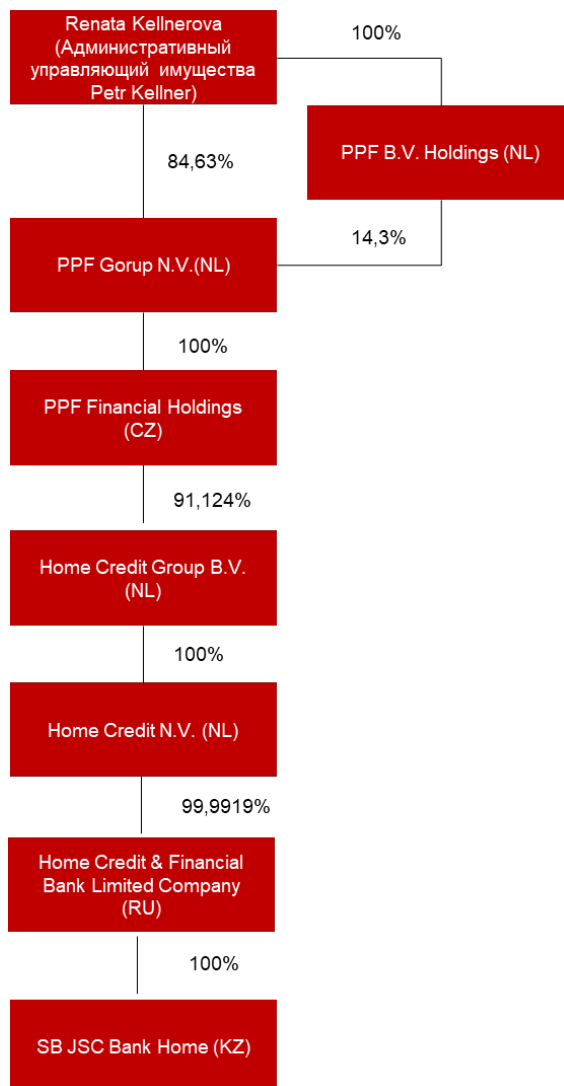 Renata Kellnerova
(Административный
управляющий имущества
Petr Kellner)
100%
PPF B.V. Holdings (NL)
84,63%
14,3%
PPF Gorup N.V.(NL)
100%
PPF Financial Holdings
(CZ)
91,124%
Home Credit Group B.V.
(NL)
100%
Home Credit N.V. (NL)
99,9919%
Home Credit & Financial
Bank Limited Company
(RU)
100%
SB JSC Bank Home (KZ)